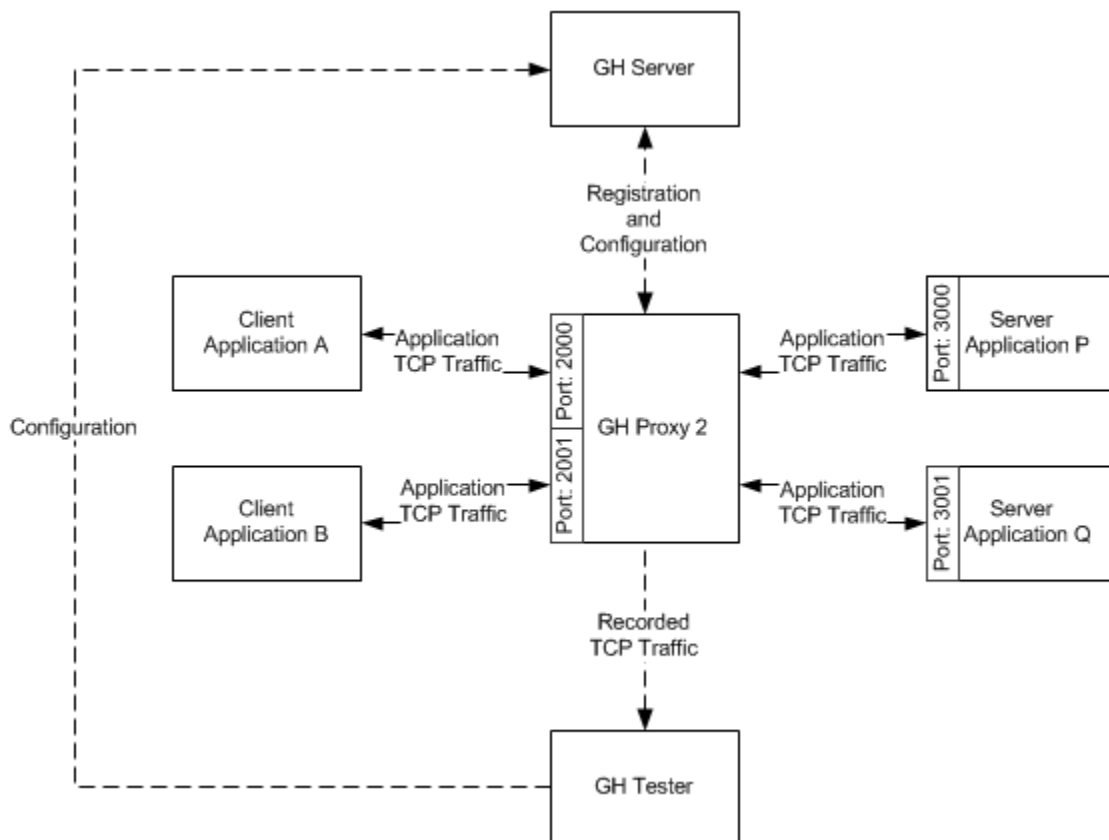 GH Server
Registration
and
Configuration
Client
Application A
Application
TCP Traffic
Port: 2000
GH Proxy 2
Port: 2001
Application
TCP Traffic
Port: 3000
Server
Application P
Configuration
Client
Application B
Application
TCP Traffic
Application
TCP Traffic
Port: 3001
Server
Application Q
Recorded
TCP Traffic
GH Tester